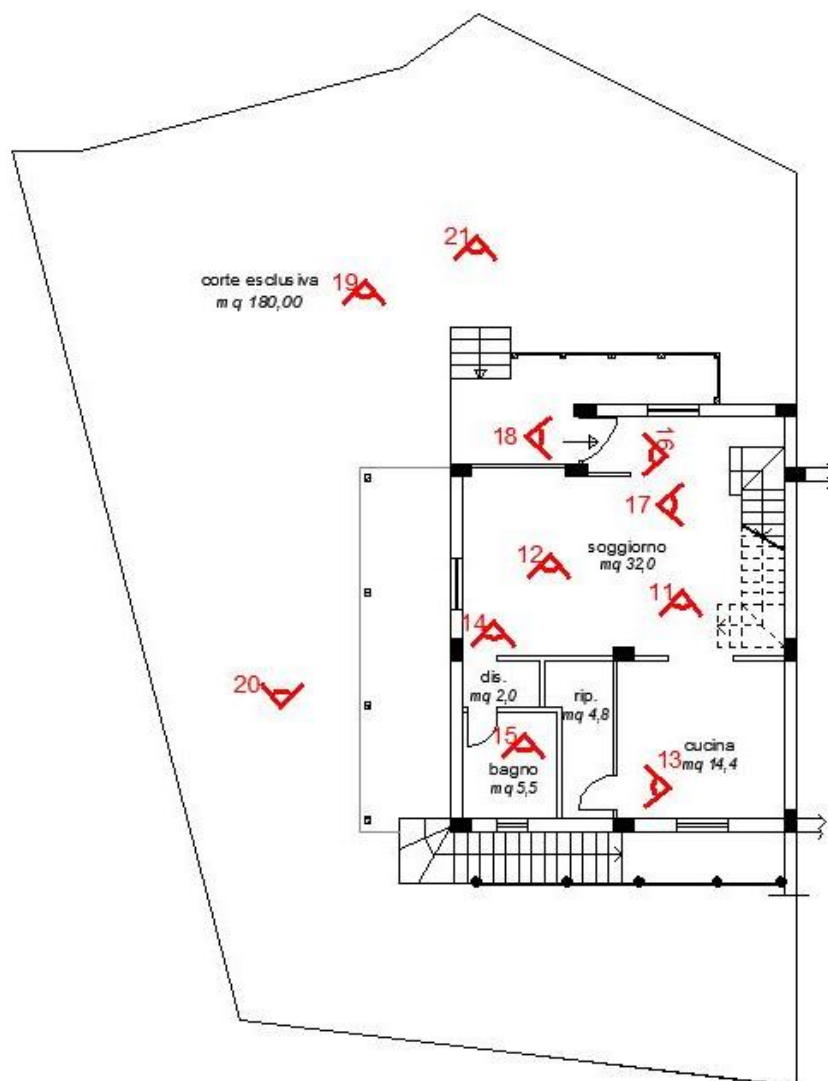 21
corte esclusiva
mq 180,00
19
18
16
17
soggiorno
mq 32,0
12
11
14
dis.
mq 2,0
rip.
mq 4,8
20
15
bagno
mq 5,5
13
cucina
mq 14,4